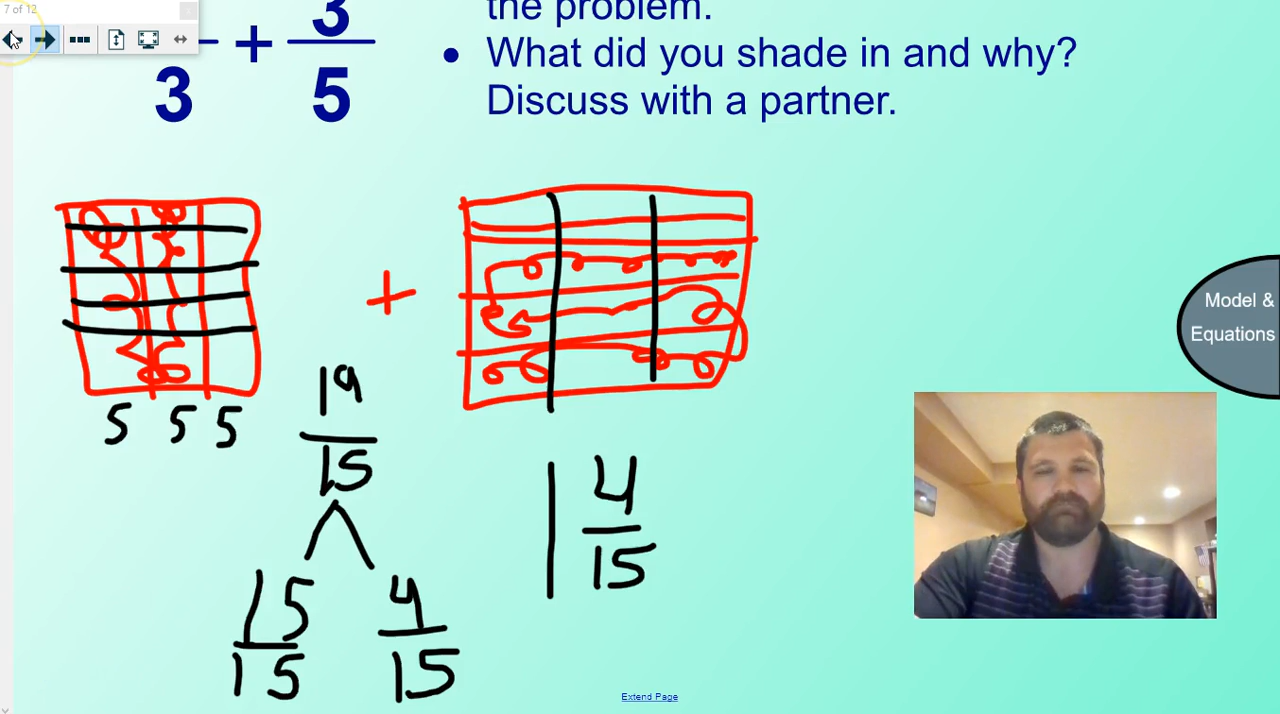 7 of 12
the problem.
3 + 3
3 5
• What did you shade in and why?
Discuss with a partner.
+
Model &
Equations
5 5 5
19
15
1 4
15
15 4
15 15
Extend Page